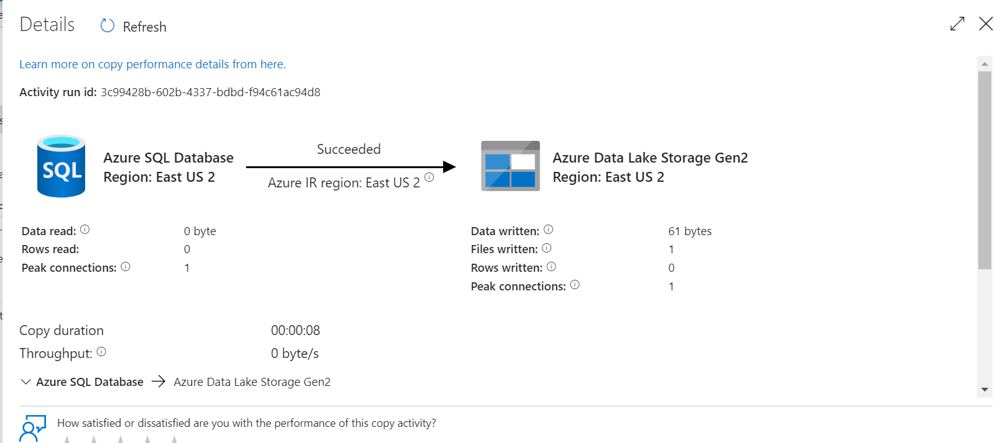 Details Refresh
Learn more on copy performance details from here.
Activity run id: 3c99428b-602b-4337-bdbd-f94c61ac94d8
SQL
Azure SQL Database
Region: East US 2
Succeeded
Azure IR region: East US 2
Azure Data Lake Storage Gen2
Region: East US 2
Data read: 0 byte
Rows read: 0
Peak connections: 1
Data written: 61 bytes
Files written: 1
Rows written: 0
Peak connections: 1
Copy duration 00:00:08
Throughput: 0 byte/s
Azure SQL Database → Azure Data Lake Storage Gen2
How satisfied or dissatisfied are you with the performance of this copy activity?